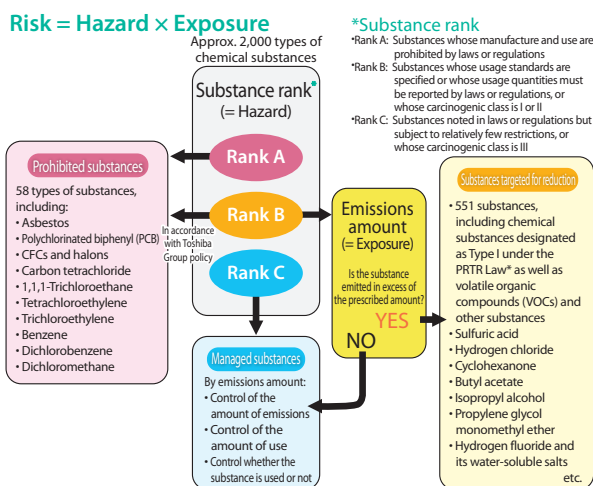 Risk = Hazard × Exposure
Approx. 2,000 types of
chemical substances
*Substance rank
•Rank A: Substances whose manufacture and use are
prohibited by laws or regulations
•Rank B: Substances whose usage standards are
specified or whose usage quantities must
be reported by laws or regulations, or
whose carcinogenic class is I or II
•Rank C: Substances noted in laws or regulations but
subject to relatively few restrictions, or
whose carcinogenic class is III
Substance rank*
(= Hazard)
Rank A
Rank B
Rank C
In accordance
with Toshiba
Group policy
Prohibited substances
58 types of substances,
including:
• Asbestos
• Polychlorinated biphenyl (PCB)
• CFCs and halons
• Carbon tetrachloride
• 1,1,1-Trichloroethane
• Tetrachloroethylene
• Trichloroethylene
• Benzene
• Dichlorobenzene
• Dichloromethane
Emissions
amount
(= Exposure)
Is the substance
emitted in excess of
the prescribed amount?
YES
NO
Managed substances
By emissions amount:
• Control of the
amount of emissions
• Control of the
amount of use
• Control whether the
substance is used or not
Substances targeted for reduction
• 551 substances,
including chemical
substances designated
as Type I under the
PRTR Law* as well as
volatile organic
compounds (VOCs) and
other substances
• Sulfuric acid
• Hydrogen chloride
• Cyclohexanone
• Butyl acetate
• Isopropyl alcohol
• Propylene glycol
monomethyl ether
• Hydrogen fluoride and
its water-soluble salts
etc.